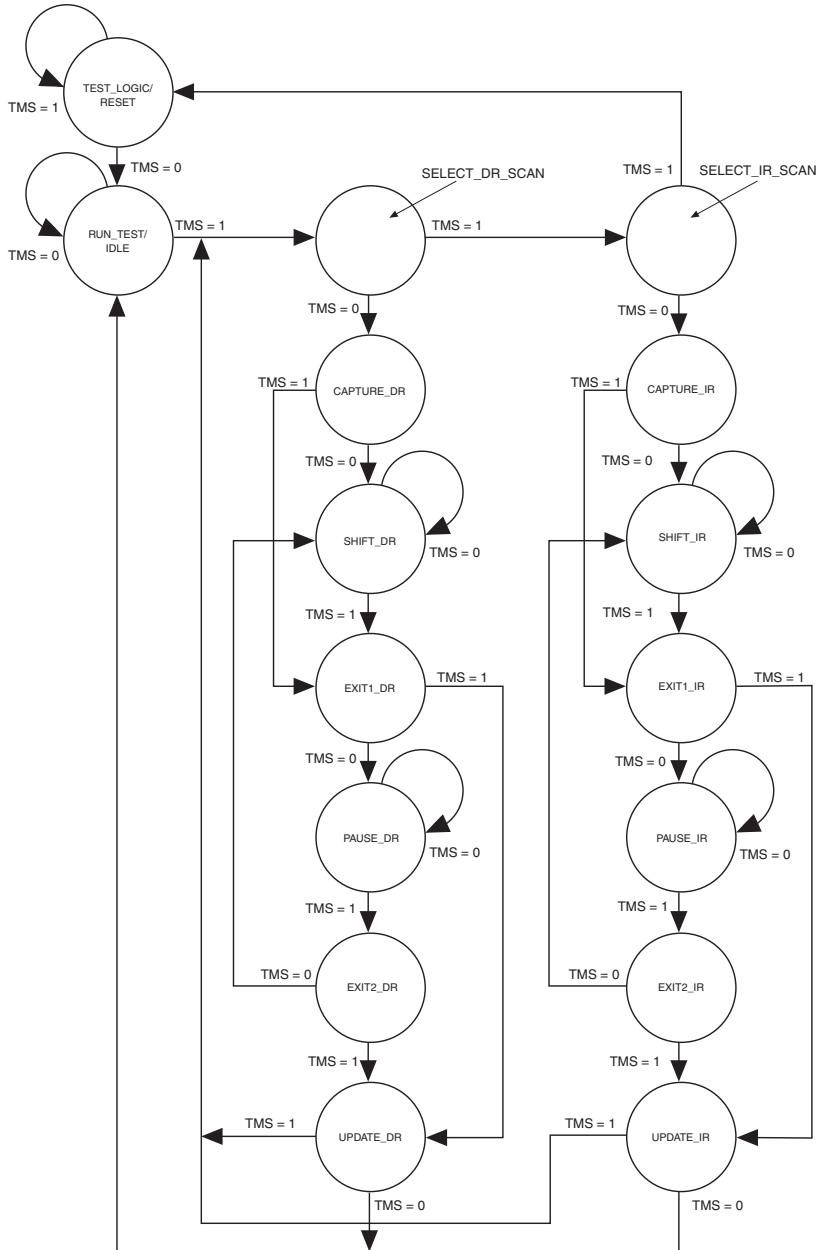 TEST_LOGIC/
RESET
TMS = 1
TMS = 0
SELECT_DR_SCAN
TMS = 1
SELECT_IR_SCAN
RUN_TEST/
IDLE
TMS = 0
TMS = 1
TMS = 1
TMS = 0
TMS = 0
TMS = 1
CAPTURE_DR
TMS = 1
CAPTURE_IR
TMS = 0
TMS = 0
SHIFT_DR
TMS = 0
SHIFT_IR
TMS = 0
TMS = 1
TMS = 1
EXIT1_DR
TMS = 1
EXIT1_IR
TMS = 1
TMS = 0
TMS = 0
PAUSE_DR
TMS = 0
PAUSE_IR
TMS = 0
TMS = 1
TMS = 1
TMS = 0
EXIT2_DR
TMS = 0
EXIT2_IR
TMS = 1
TMS = 1
TMS = 1
UPDATE_DR
TMS = 1
UPDATE_IR
TMS = 0
TMS = 0